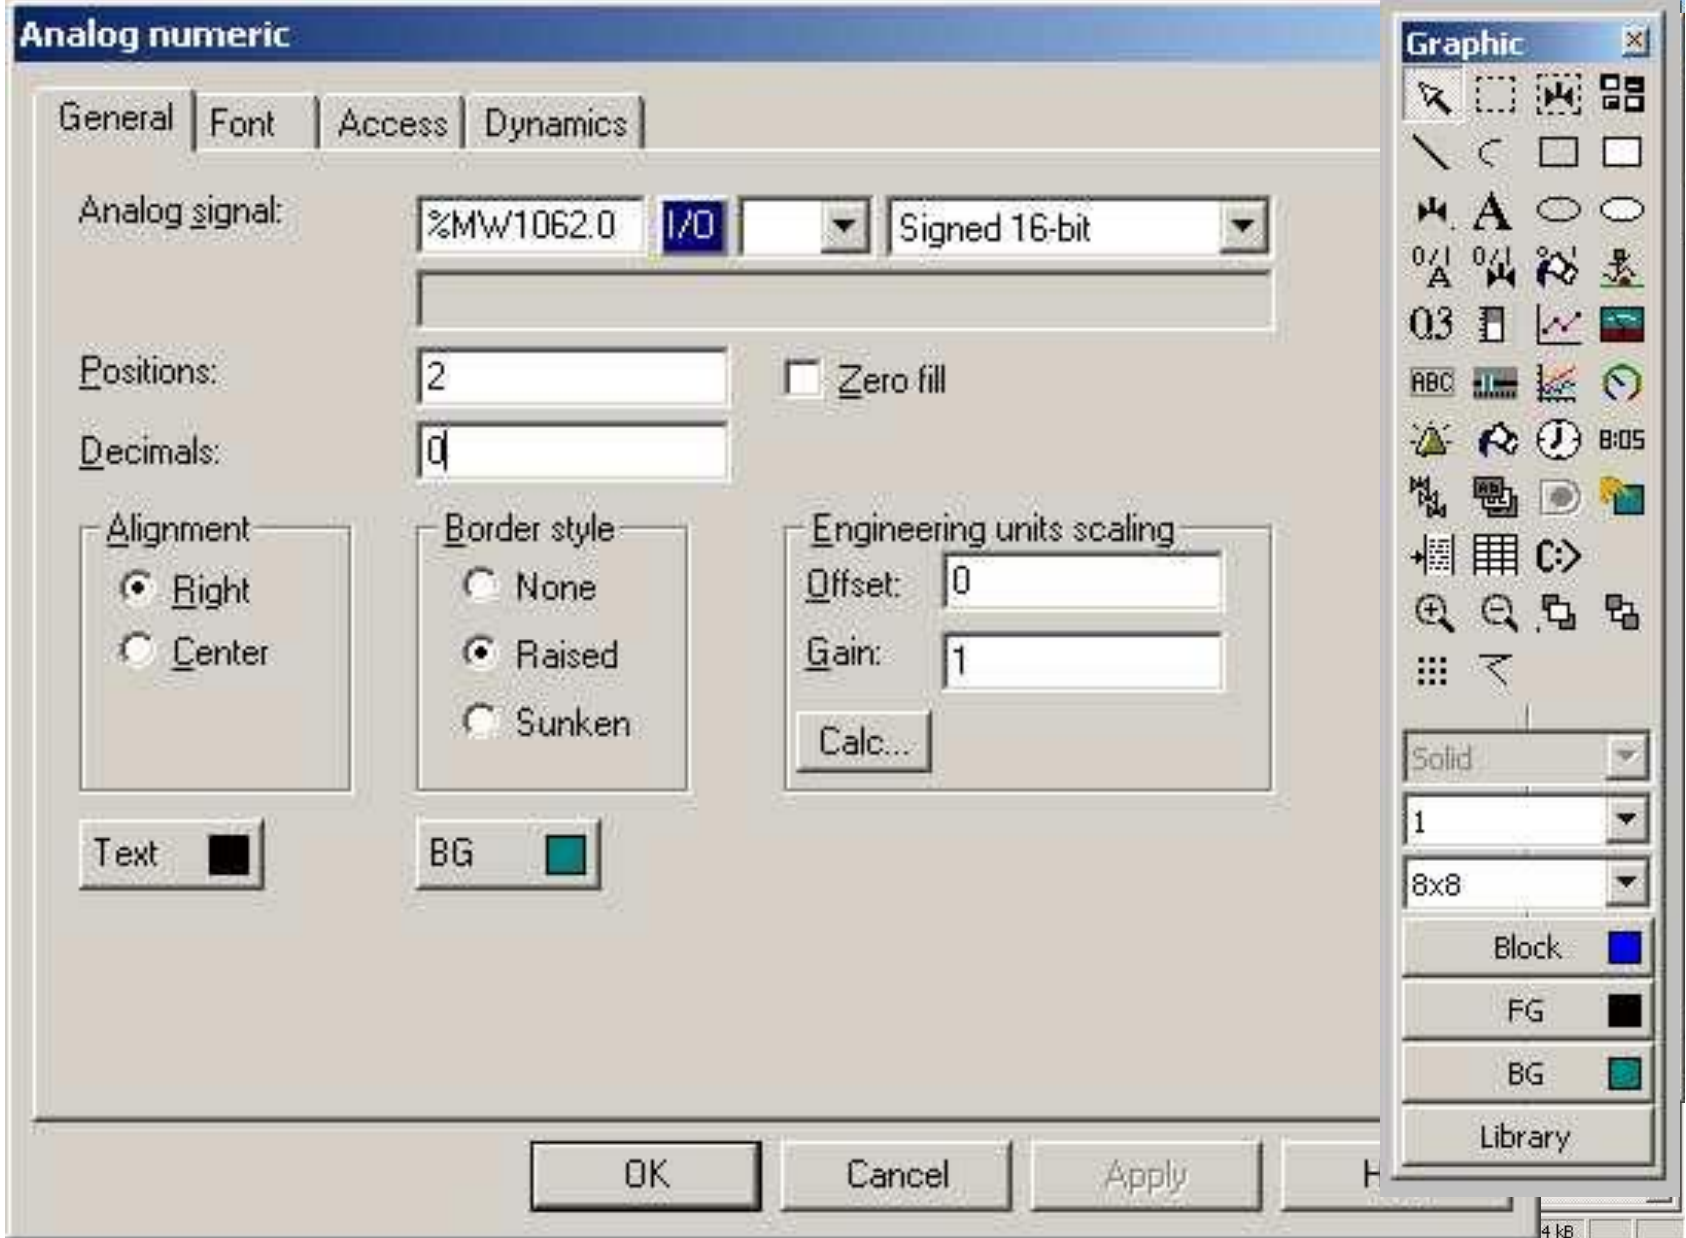 Analog numeric
General Font Access Dynamics
Analog signal: %MW1062.0 I/O Signed 16-bit
Positions: 2 Zero fill
Decimals: 0
Alignment Border style Engineering units scaling
Right None Offset: 0
Center Raised Gain: 1
Sunken Calc...
Text BG
OK Cancel Apply
Graphic
A
0/1 A 0/1
0.3
ABC
8:05
C:>
Solid
1
8x8
Block
FG
BG
Library
4 kB